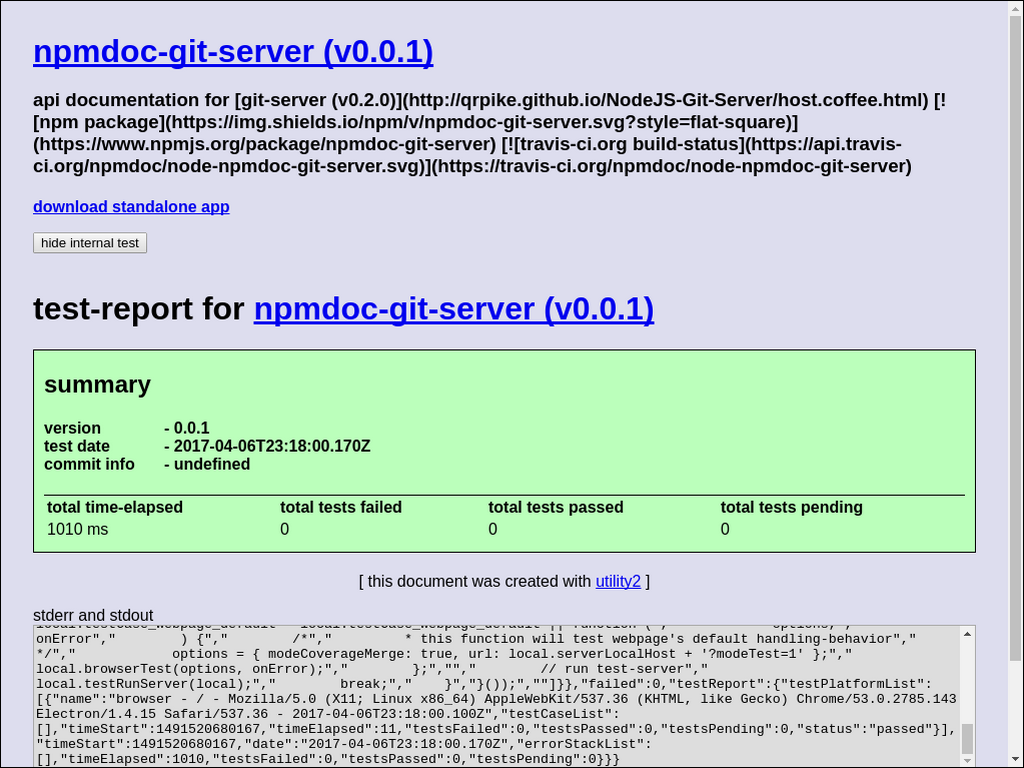 npmdoc-git-server (v0.0.1)
api documentation for [git-server (v0.2.0)](http://qrpike.github.io/NodeJS-Git-Server/host.coffee.html) [!
[npm package](https://img.shields.io/npm/v/npmdoc-git-server.svg?style=flat-square)]
(https://www.npmjs.org/package/npmdoc-git-server) [![travis-ci.org build-status](https://api.travis-
ci.org/npmdoc/node-npmdoc-git-server.svg)](https://travis-ci.org/npmdoc/node-npmdoc-git-server)
download standalone app
hide internal test
test-report for npmdoc-git-server (v0.0.1)
summary
version - 0.0.1
test date - 2017-04-06T23:18:00.170Z
commit info - undefined
total time-elapsed total tests failed total tests passed total tests pending
1010 ms 0 0 0
[ this document was created with utility2 ]
stderr and stdout
onError"," ) {"," /*"," * this function will test webpage's default handling-behavior","
*/"," options = { modeCoverageMerge: true, url: local.serverLocalHost + '?modeTest=1' };","
local.browserTest(options, onError);"," };",""," // run test-server","
local.testRunServer(local);"," break;"," }","}());",""]}},"failed":0,"testReport":{"testPlatformList":
[{"name":"browser - / - Mozilla/5.0 (X11; Linux x86_64) AppleWebKit/537.36 (KHTML, like Gecko) Chrome/53.0.2785.143
Electron/1.4.15 Safari/537.36 - 2017-04-06T23:18:00.100Z","testCaseList":
[],"timeStart":1491520680167,"timeElapsed":11,"testsFailed":0,"testsPassed":0,"testsPending":0,"status":"passed"}],
"timeStart":1491520680167,"date":"2017-04-06T23:18:00.170Z","errorStackList":
[],"timeElapsed":1010,"testsFailed":0,"testsPassed":0,"testsPending":0}}}